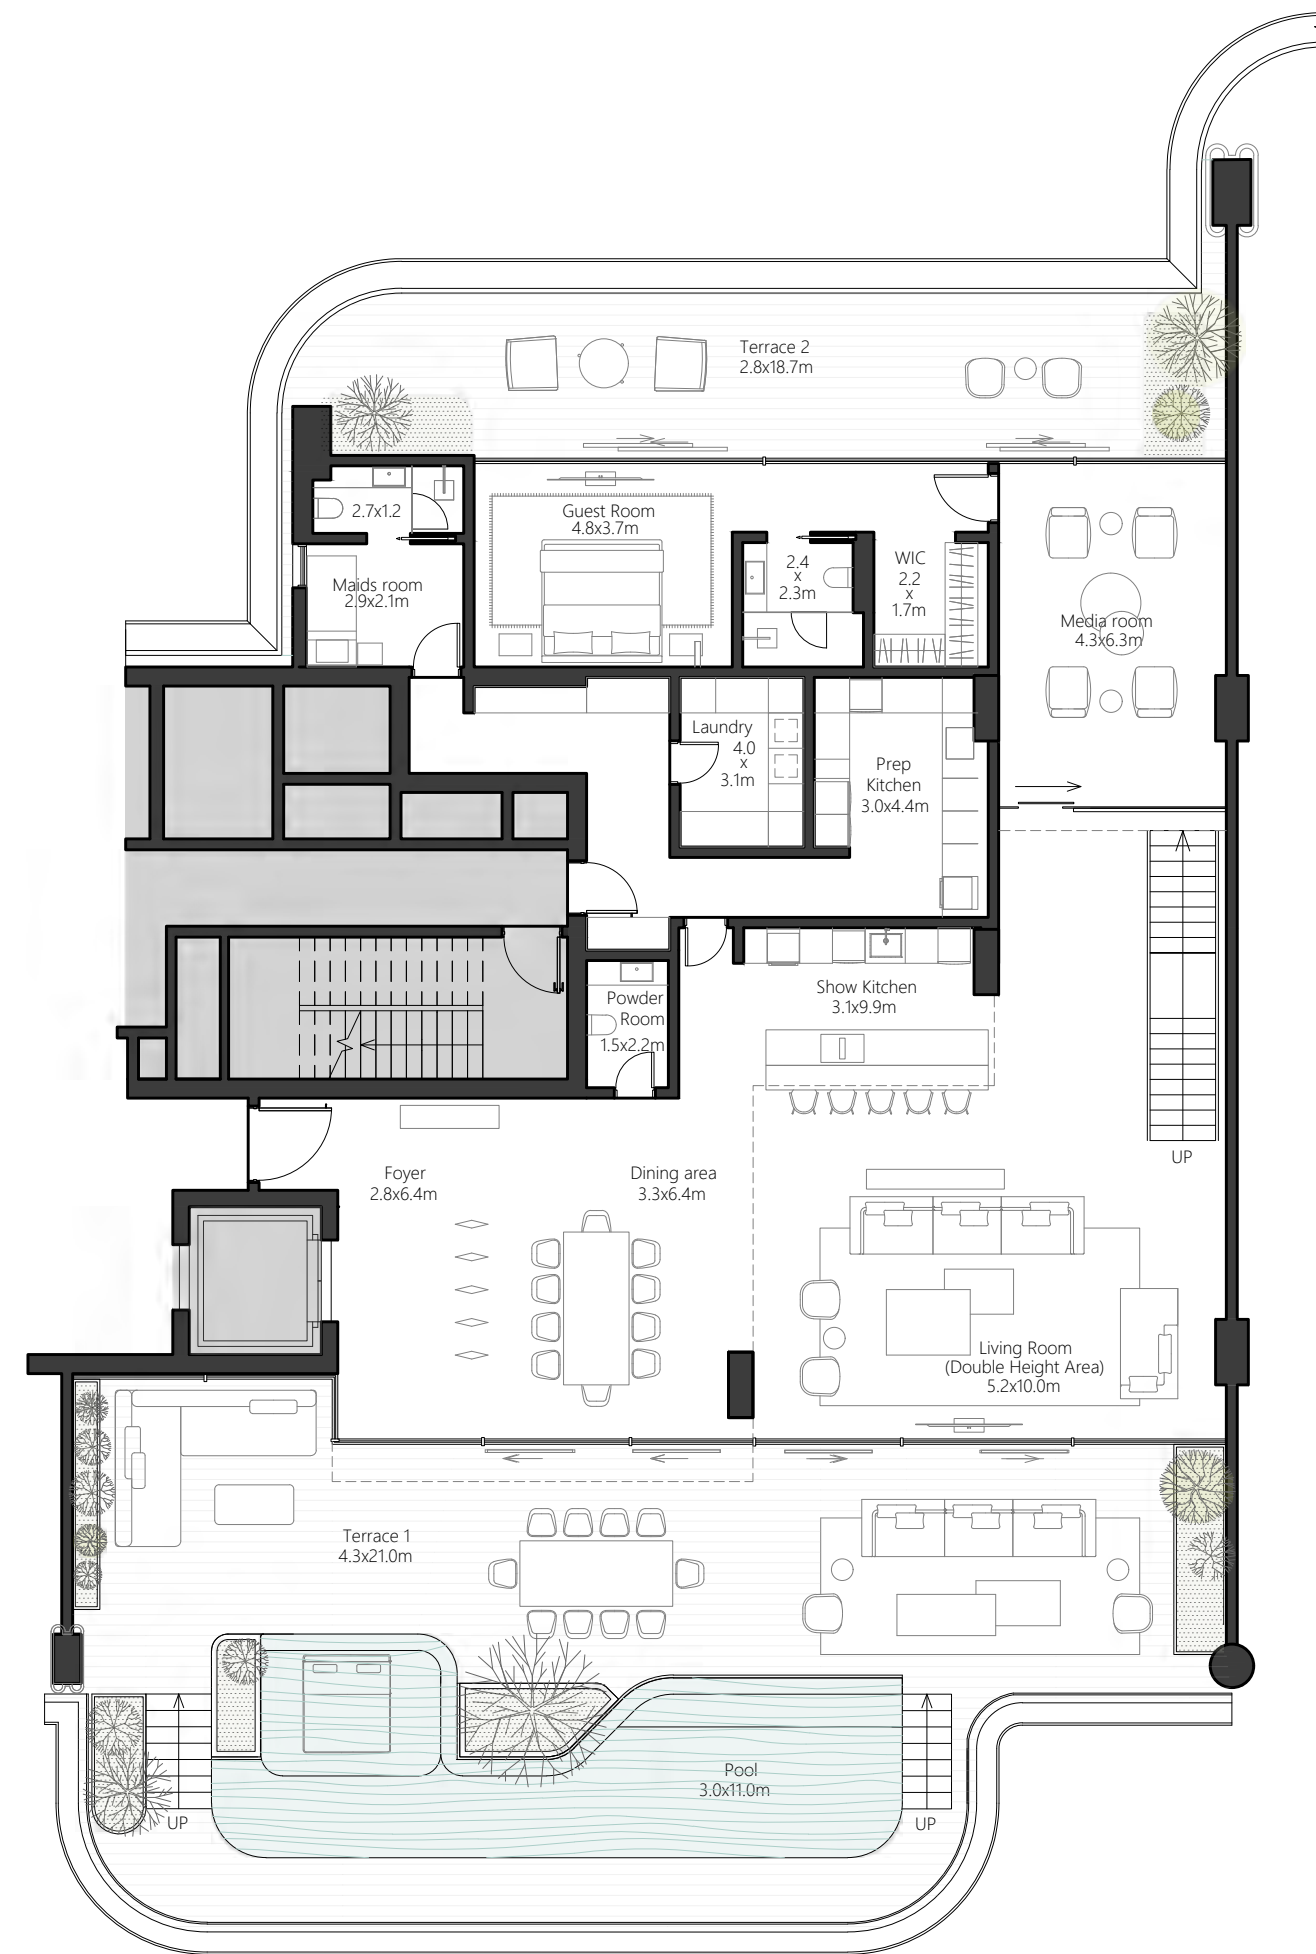 Terrace 2
2.8x18.7m
2.7x1.2
Guest Room
4.8x3.7m
Maids room
2.9x2.1m
2.4
x
2.3m
WIC
2.2
x
1.7m
Media room
4.3x6.3m
Laundry
4.0
x
3.1m
Prep
Kitchen
3.0x4.4m
Powder
Room
1.5x2.2m
Show Kitchen
3.1x9.9m
UP
Foyer
2.8x6.4m
Dining area
3.3x6.4m
Living Room
(Double Height Area)
5.2x10.0m
Terrace 1
4.3x21.0m
Pool
3.0x11.0m
UP
UP